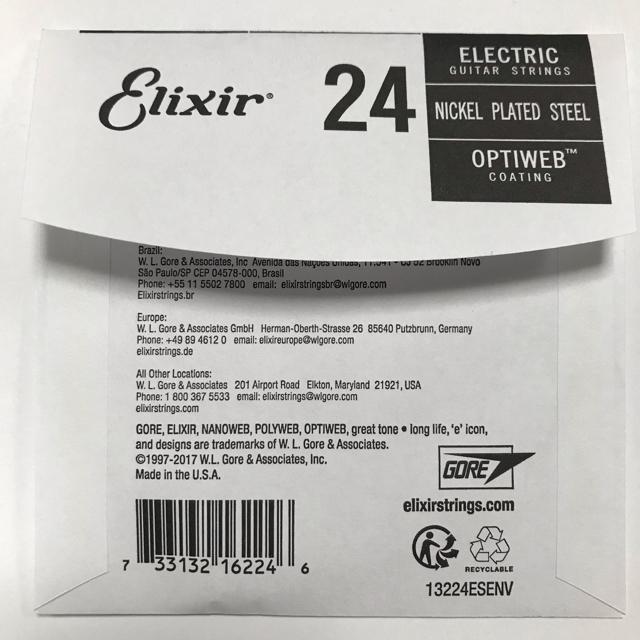 Elixir®
24
ELECTRIC
GUITAR STRINGS
NICKEL PLATED STEEL
OPTIWEB™
COATING
Brazil:
W. L. Gore & Associates, Inc Avenida das Nações Unidas,
São Paulo/SP CEP 04578-000, Brasil
Phone: +55 11 5502 7800 email: elixirstringsbr@wlgore.com
Elixirstrings.br
Europe:
W. L. Gore & Associates GmbH Herman-Oberth-Strasse 26 85640 Putzbrunn, Germany
Phone: +49 89 4612 0 email: elixireurope@wlgore.com
elixirstrings.de
All Other Locations:
W. L. Gore & Associates 201 Airport Road Elkton, Maryland 21921, USA
Phone: 1 800 367 5533 email: elixirstrings@wlgore.com
elixirstrings.com
GORE, ELIXIR, NANOWEB, POLYWEB, OPTIWEB, great tone • long life, 'e' icon,
and designs are trademarks of W. L. Gore & Associates.
©1997-2017 W.L. Gore & Associates, Inc.
Made in the U.S.A.
GORE
elixirstrings.com
RECYCLABLE
13224ESENV
7 33132 16224 6